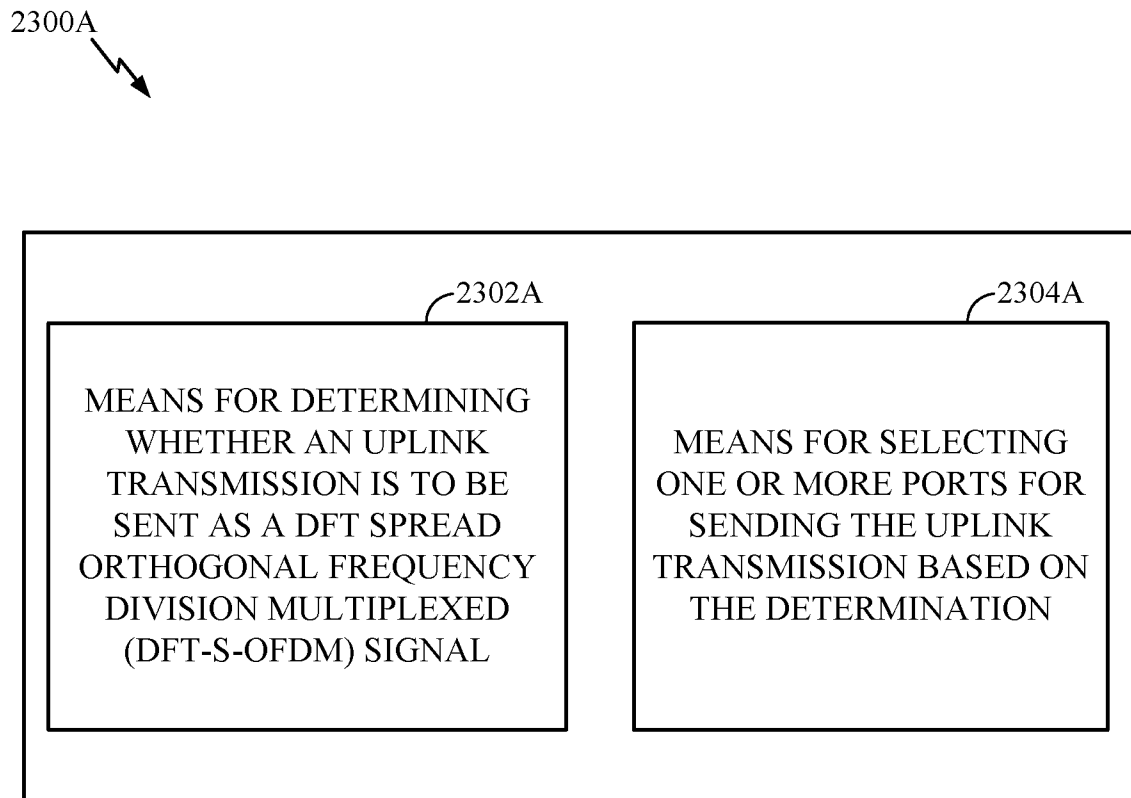 2300A
2302A
MEANS FOR DETERMINING
WHETHER AN UPLINK
TRANSMISSION IS TO BE
SENT AS A DFT SPREAD
ORTHOGONAL FREQUENCY
DIVISION MULTIPLEXED
(DFT-S-OFDM) SIGNAL
2304A
MEANS FOR SELECTING
ONE OR MORE PORTS FOR
SENDING THE UPLINK
TRANSMISSION BASED ON
THE DETERMINATION